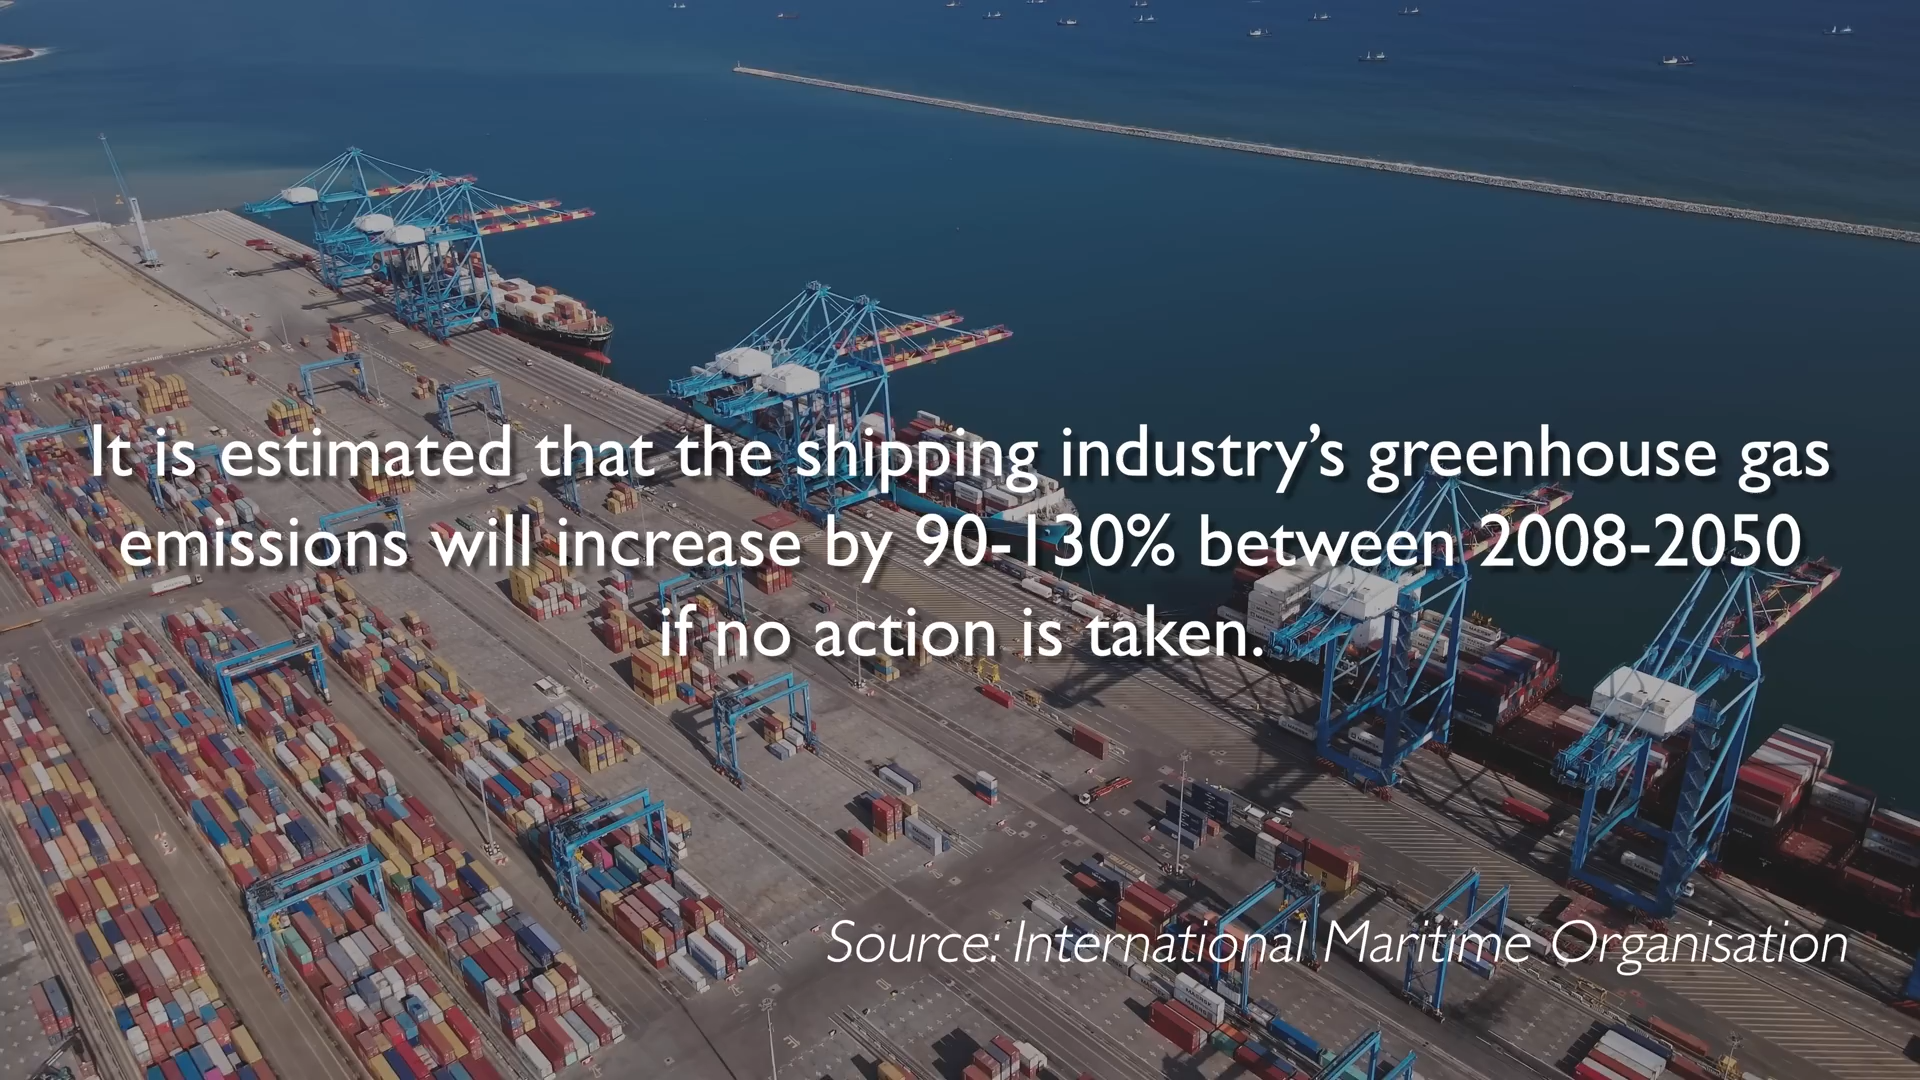 It is estimated that the shipping industry’s greenhouse gas
emissions will increase by 90-130% between 2008-2050
if no action is taken.
Source: International Maritime Organisation